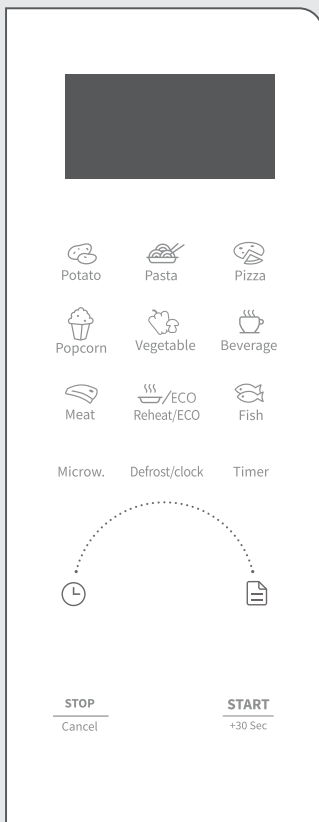 Potato Pasta Pizza
Popcorn Vegetable Beverage
/ECO
Meat Reheat/ECO Fish
Microw. Defrost/clock Timer
STOP START
Cancel +30 Sec